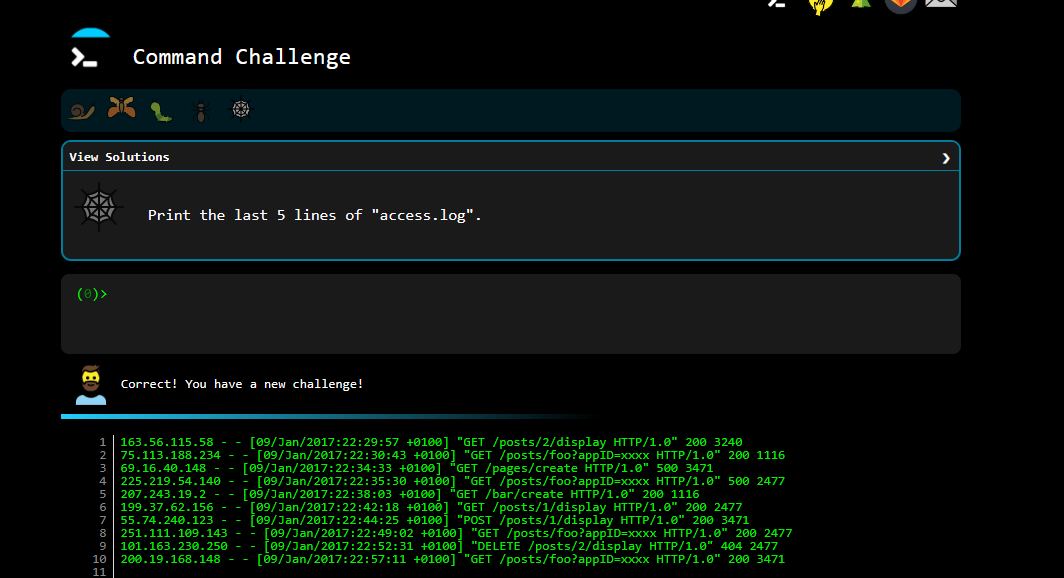 Command Challenge
View Solutions
Print the last 5 lines of "access.log".
(0)>
Correct! You have a new challenge!
1 163.56.115.58 - - [09/Jan/2017:22:29:57 +0100] "GET /posts/2/display HTTP/1.0" 200 3240
2 75.113.188.234 - - [09/Jan/2017:22:30:43 +0100] "GET /posts/foo?appID=xxxx HTTP/1.0" 200 1116
3 69.16.40.148 - - [09/Jan/2017:22:34:33 +0100] "GET /pages/create HTTP/1.0" 500 3471
4 225.219.54.140 - - [09/Jan/2017:22:35:30 +0100] "GET /posts/foo?appID=xxxx HTTP/1.0" 500 2477
5 207.243.19.2 - - [09/Jan/2017:22:38:03 +0100] "GET /bar/create HTTP/1.0" 200 1116
6 199.37.62.156 - - [09/Jan/2017:22:42:18 +0100] "GET /posts/1/display HTTP/1.0" 200 2477
7 55.74.240.123 - - [09/Jan/2017:22:44:25 +0100] "POST /posts/1/display HTTP/1.0" 200 3471
8 251.111.109.143 - - [09/Jan/2017:22:49:02 +0100] "GET /posts/foo?appID=xxxx HTTP/1.0" 200 2477
9 101.163.230.250 - - [09/Jan/2017:22:52:31 +0100] "DELETE /posts/2/display HTTP/1.0" 404 2477
10 200.19.168.148 - - [09/Jan/2017:22:57:11 +0100] "GET /posts/foo?appID=xxxx HTTP/1.0" 200 3471
11